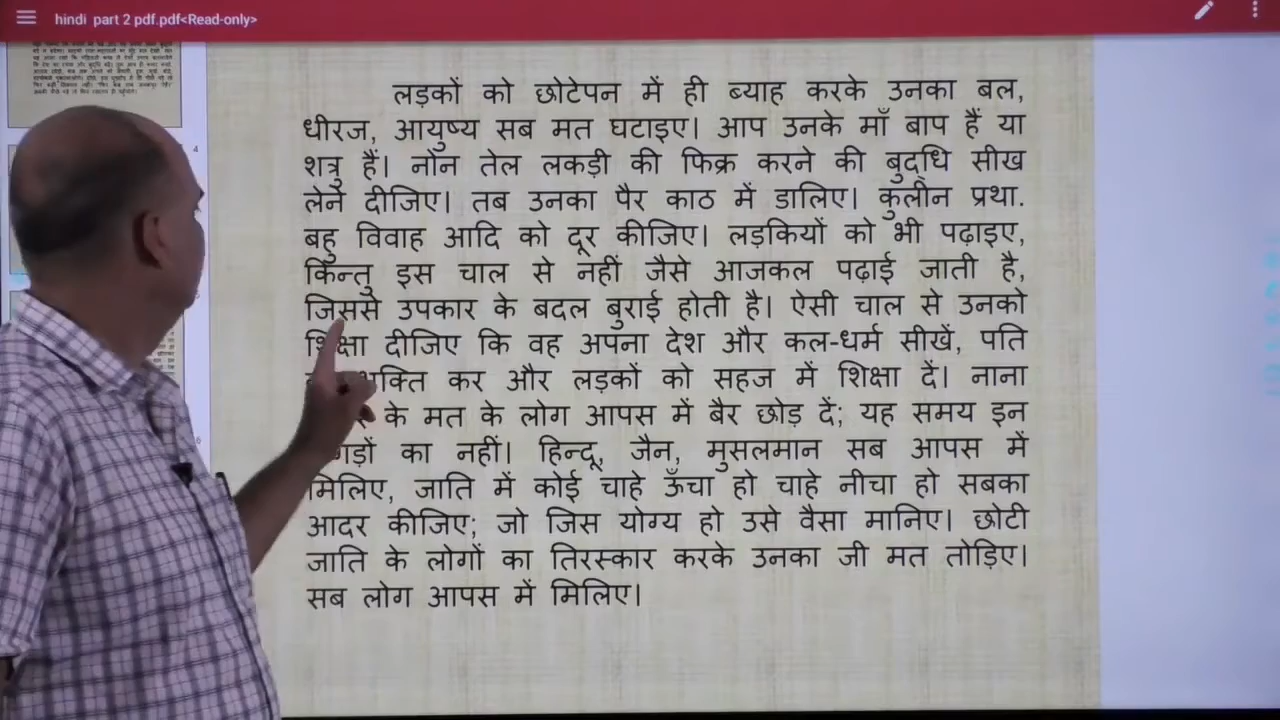 hindi part 2 pdf.pdf<Read-only>
लड़कों को छोटेपन में ही ब्याह करके उनका बल,
धीरज, आयुष्य सब मत घटाइए। आप उनके माँ बाप हैं या
शत्रु हैं। नोन तेल लकड़ी की फिक्र करने की बुद्धि सीख
लेने दीजिए। तब उनका पैर काठ में डालिए। कुलीन प्रथा.
बहु विवाह आदि को दूर कीजिए। लड़कियों को भी पढ़ाइए,
किन्तु इस चाल से नहीं जैसे आजकल पढ़ाई जाती है,
जिससे उपकार के बदल बुराई होती है। ऐसी चाल से उनको
शिक्षा दीजिए कि वह अपना देश और कल-धर्म सीखें, पति
कर और लड़कों को सहज में शिक्षा दें। नाना
के मत के लोग आपस में बैर छोड़ दें; यह समय इन
का नहीं। हिन्दू, जैन, मुसलमान सब आपस में
मिलिए, जाति में कोई चाहे ऊँचा हो चाहे नीचा हो सबका
आदर कीजिए; जो जिस योग्य हो उसे वैसा मानिए। छोटी
जाति के लोगों का तिरस्कार करके उनका जी मत तोड़िए।
सब लोग आपस में मिलिए।